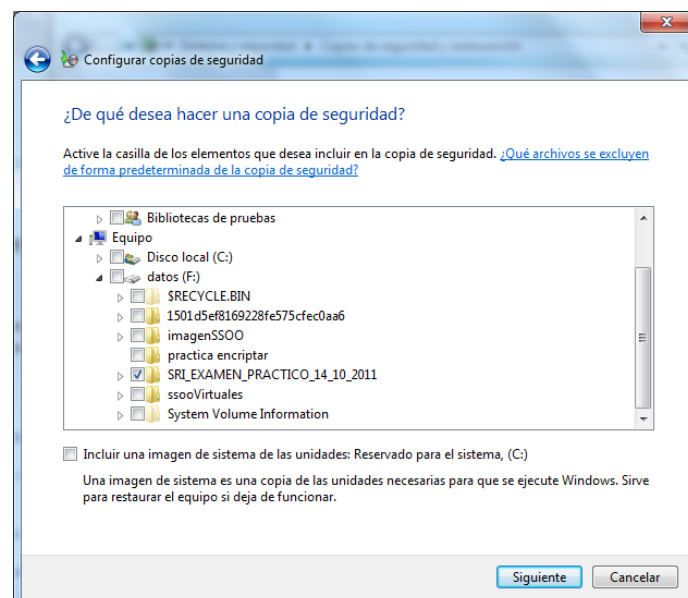 Configurar copias de seguridad
¿De qué desea hacer una copia de seguridad?
Active la casilla de los elementos que desea incluir en la copia de seguridad. ¿Qué archivos se excluyen
de forma predeterminada de la copia de seguridad?
Bibliotecas de pruebas
Equipo
Disco local (C:)
datos (F:)
$RECYCLE.BIN
1501d5ef8169228fe575cfec0aa6
imagenSSOO
practica encriptar
SRI_EXAMEN_PRACTICO_14_10_2011
ssooVirtuales
System Volume Information
Incluir una imagen de sistema de las unidades: Reservado para el sistema, (C:)
Una imagen de sistema es una copia de las unidades necesarias para que se ejecute Windows. Sirve
para restaurar el equipo si deja de funcionar.
Siguiente Cancelar